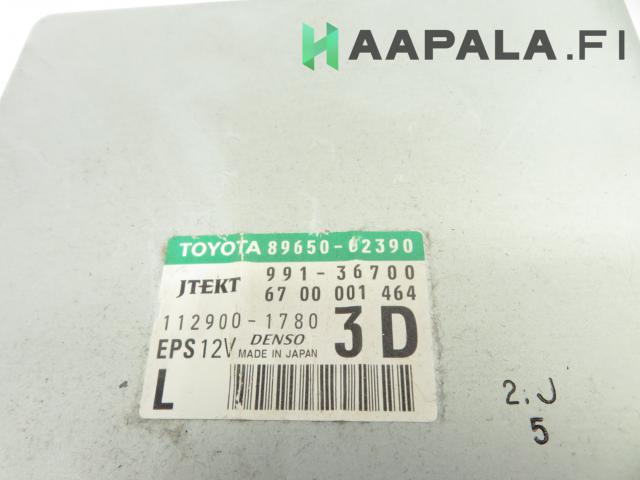 HAAPALA.FI
TOYOTA 89650-02390
991-36700
JTEKT 67 00 001 464
112900-1780 3D
EPS 12V DENSO MADE IN JAPAN
L
2.J
5